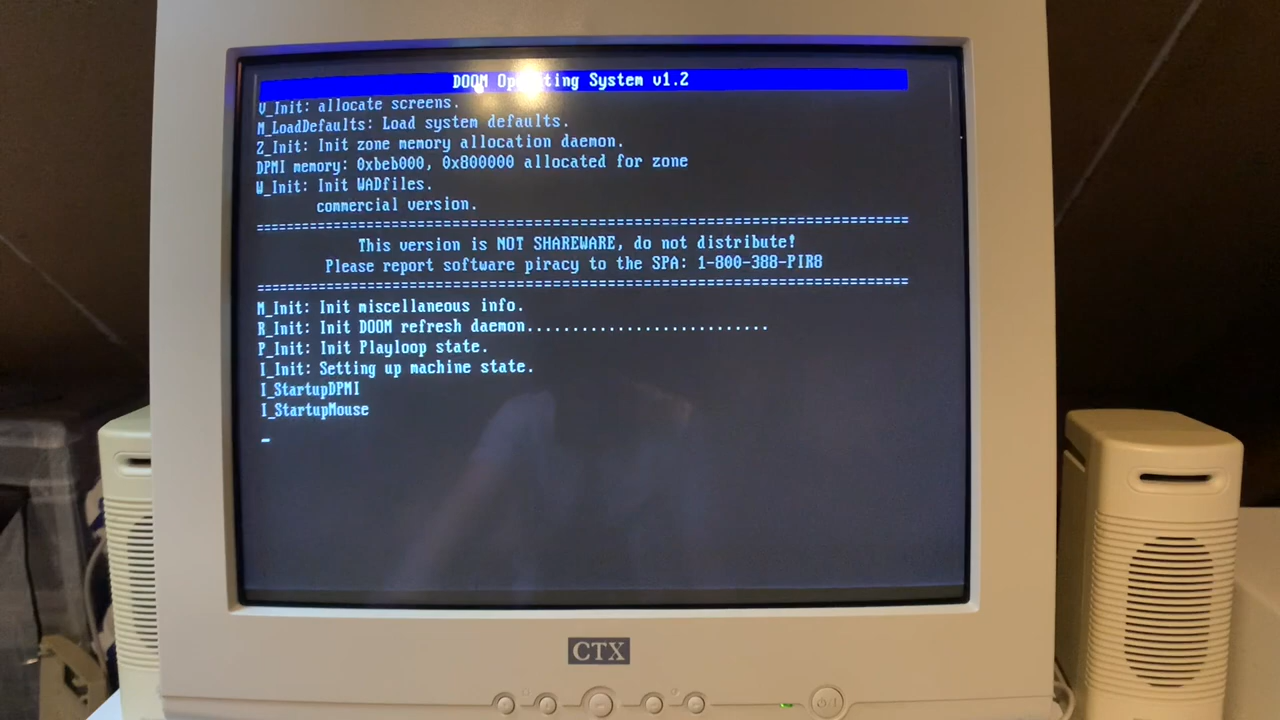 DOOM Operating System v1.2
V_Init: allocate screens.
M_LoadDefaults: Load system defaults.
Z_Init: Init zone memory allocation daemon.
DPMI memory: 0xbeb000, 0x800000 allocated for zone
W_Init: Init WADfiles.
commercial version.
===============================================================================
This version is NOT SHAREWARE, do not distribute!
Please report software piracy to the SPA: 1-800-388-PIR8
===============================================================================
M_Init: Init miscellaneous info.
R_Init: Init DOOM refresh daemon...........................
P_Init: Init Playloop state.
I_Init: Setting up machine state.
I_StartupDPMI
I_StartupMouse
_
CTX